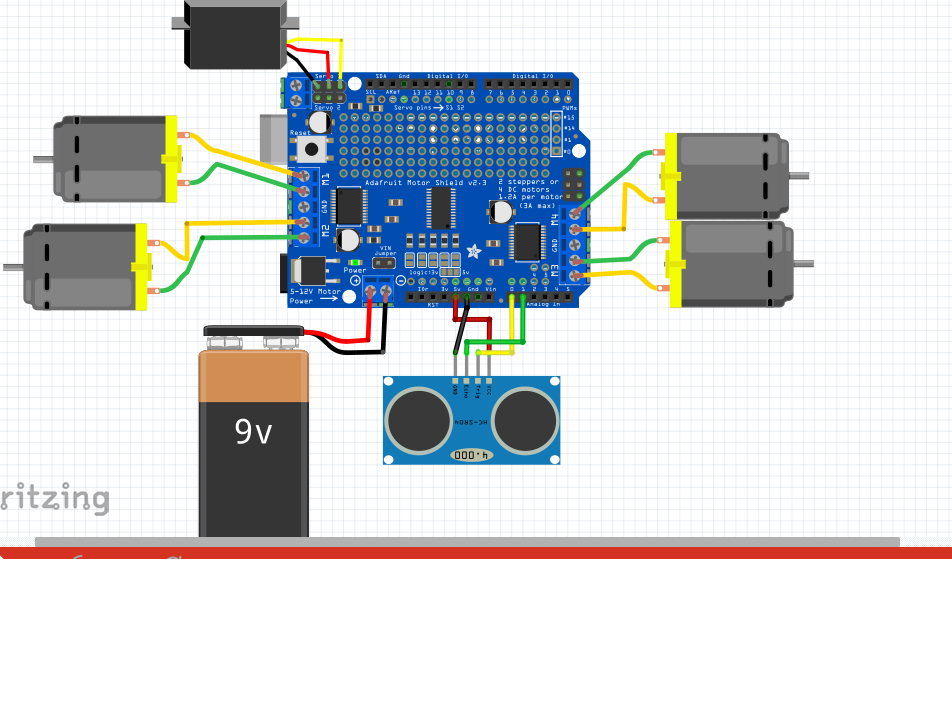 Servo
SDA Gnd Digital I/O Digital I/O
SCL ARef 13 12 11 10 9 8 7 6 5 4 3 2 1 0
Servo 2
Servo pins → S1 S2
PWMs
#15
#14
#1
#0
Reset
M1
GND
M2
Adafruit Motor Shield v2.3
2 steppers or
4 DC motors
1.2A per motor
(3A max)
M4
GND
M3
VIN
Jumper
Power
logic:3v 5v
5-12V Motor
Power
IOr 5v Gnd Vin 0 1 2 3 4 5
RST 3v Analog In
GND Echo Trig VCC
HC-SR04
4.000
9v
ritzing